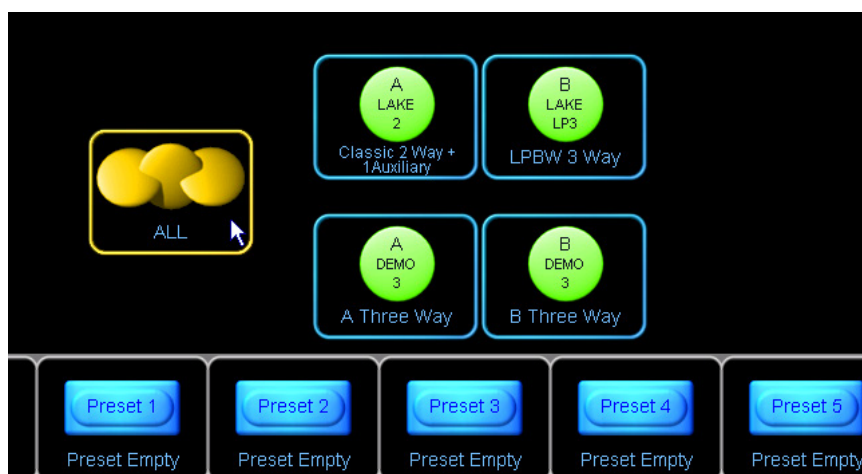 A
LAKE
2
Classic 2 Way +
1Auxiliary
B
LAKE
LP3
LPBW 3 Way
ALL
A
DEMO
3
A Three Way
B
DEMO
3
B Three Way
Preset 1
Preset 2
Preset 3
Preset 4
Preset 5
Preset Empty
Preset Empty
Preset Empty
Preset Empty
Preset Empty